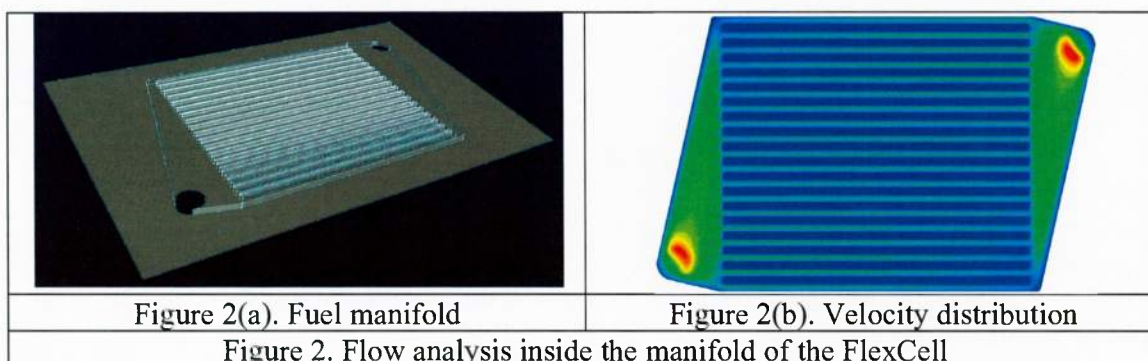 Figure 2(a). Fuel manifold
Figure 2(b). Velocity distribution
Figure 2. Flow analysis inside the manifold of the FlexCell